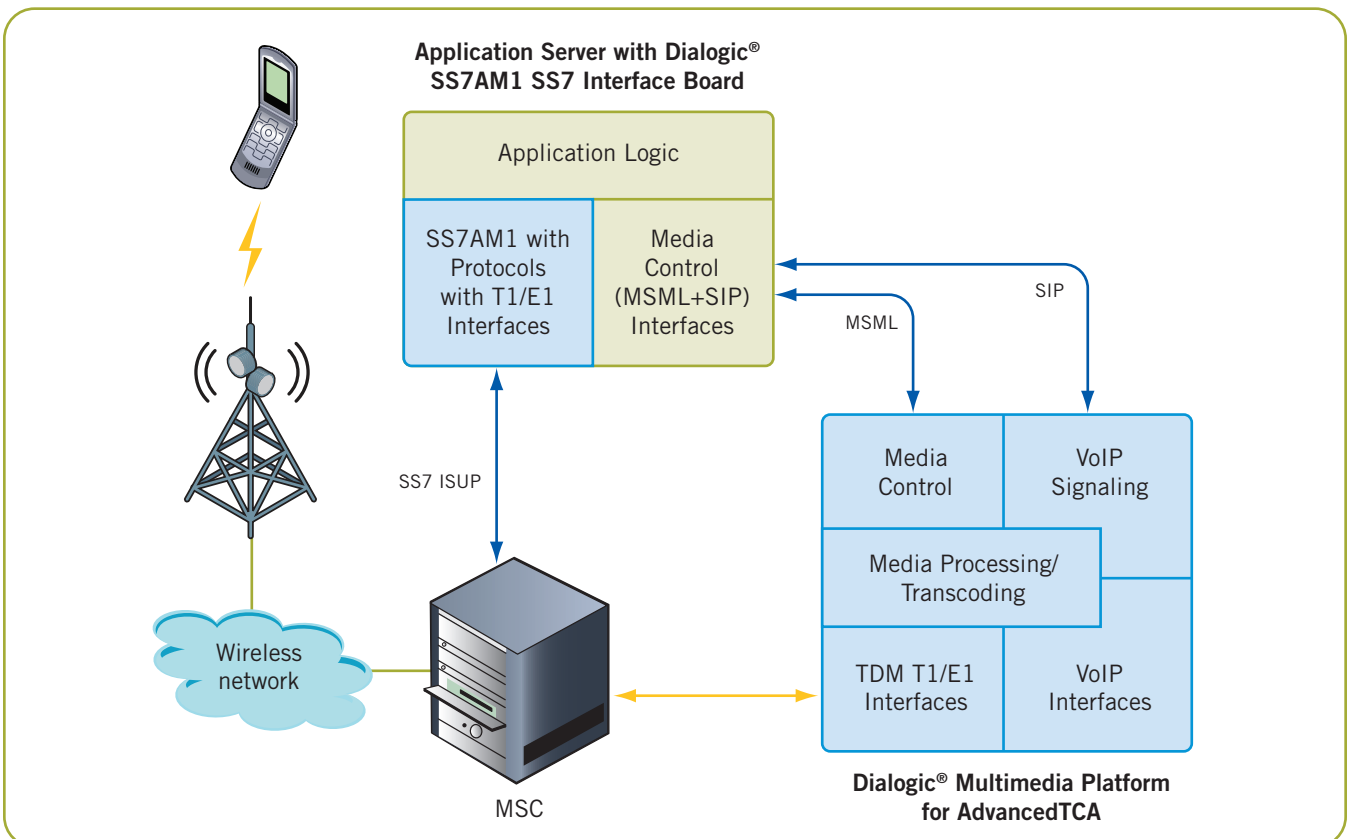 Application Server with Dialogic®
SS7AM1 SS7 Interface Board
Application Logic
SS7AM1 with
Protocols
with T1/E1
Interfaces
Media
Control
(MSML+SIP)
Interfaces
SIP
MSML
SS7 ISUP
Media
Control
VoIP
Signaling
Media Processing/
Transcoding
TDM T1/E1
Interfaces
VoIP
Interfaces
Wireless
network
MSC
Dialogic® Multimedia Platform
for AdvancedTCA